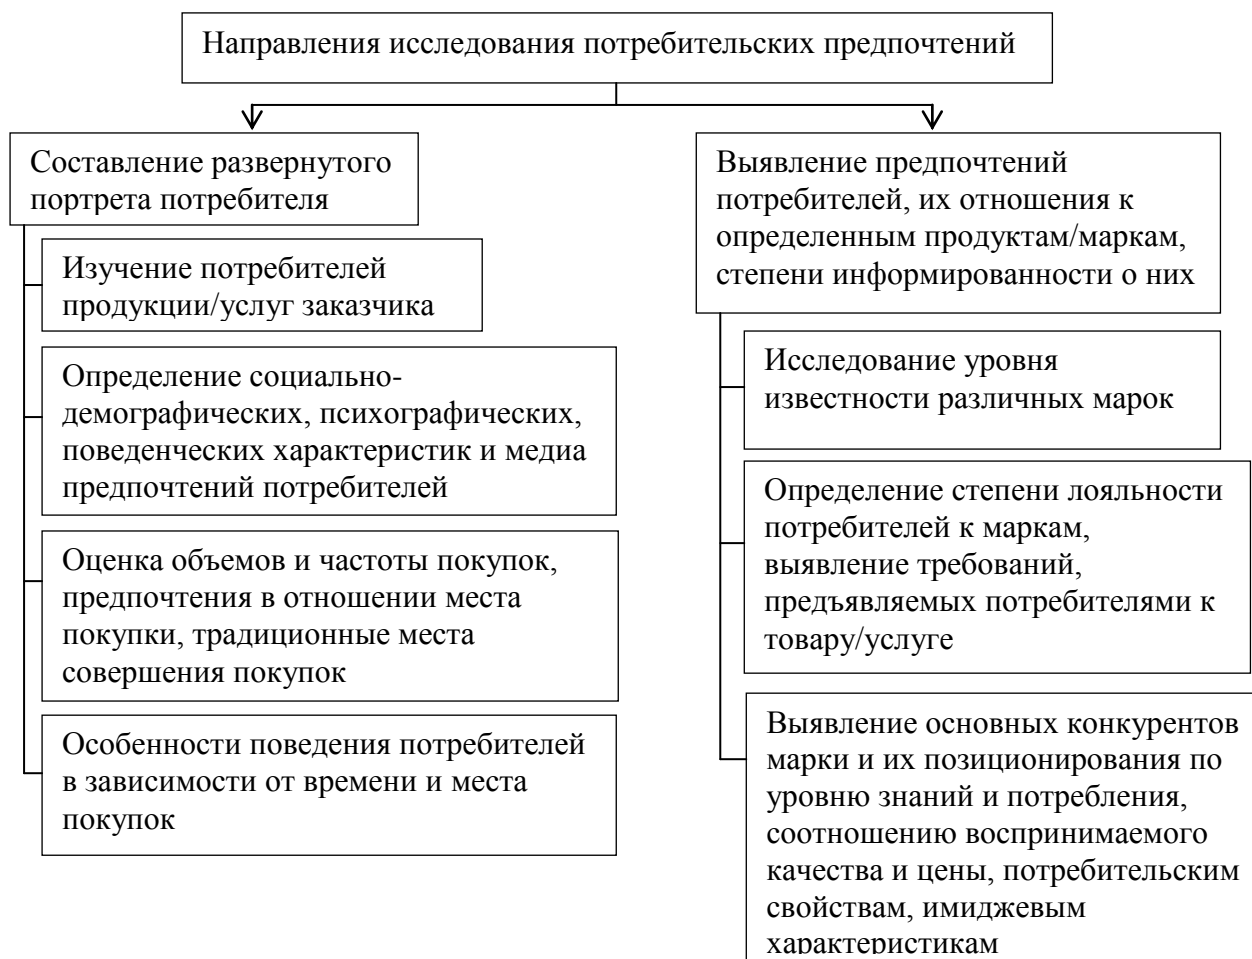 Направления исследования потребительских предпочтений
Составление развернутого
портрета потребителя
Изучение потребителей
продукции/услуг заказчика
Определение социально-
демографических, психографических,
поведенческих характеристик и медиа
предпочтений потребителей
Оценка объемов и частоты покупок,
предпочтения в отношении места
покупки, традиционные места
совершения покупок
Особенности поведения потребителей
в зависимости от времени и места
покупок
Выявление предпочтений
потребителей, их отношения к
определенным продуктам/маркам,
степени информированности о них
Исследование уровня
известности различных марок
Определение степени лояльности
потребителей к маркам,
выявление требований,
предъявляемых потребителями к
товару/услуге
Выявление основных конкурентов
марки и их позиционирования по
уровню знаний и потребления,
соотношению воспринимаемого
качества и цены, потребительским
свойствам, имиджевым
характеристикам